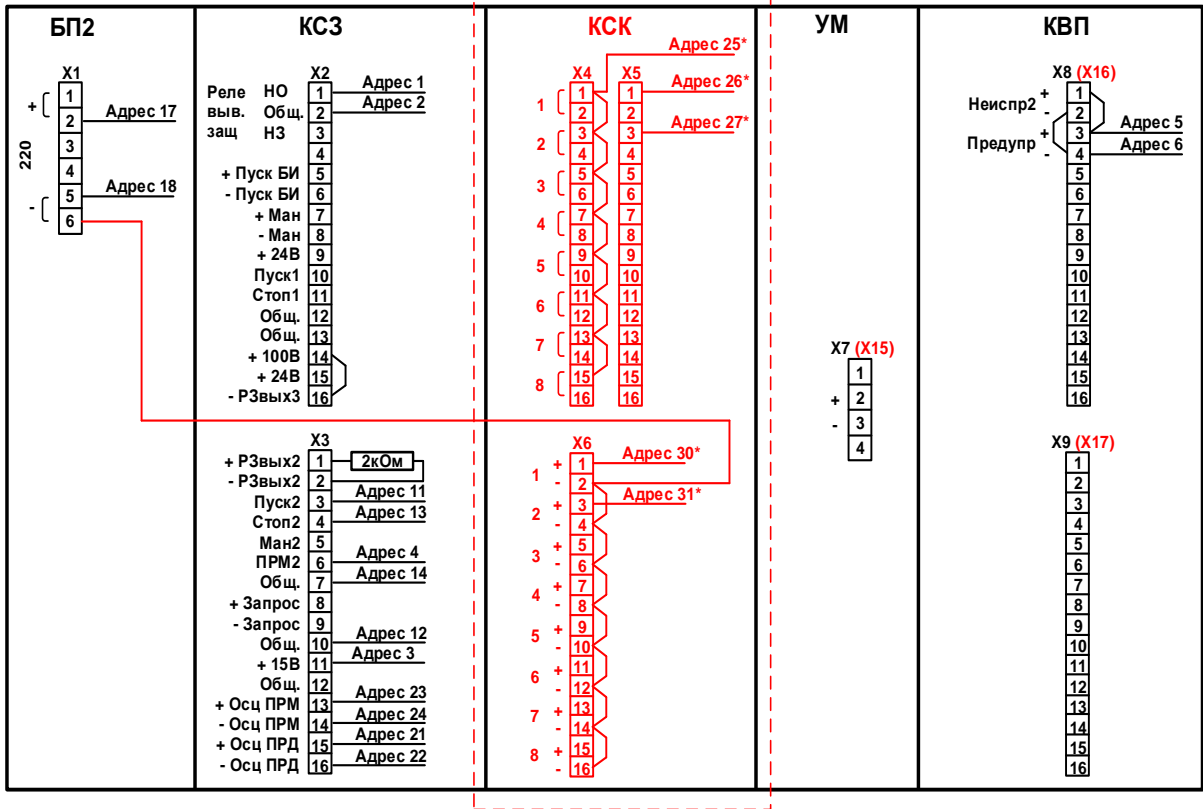 БП2
X1
+
1
2
Адрес 17
3
220
4
5
Адрес 18
-
6
КСЗ
X2
Реле НО 1 Адрес 1
выв. Общ. 2 Адрес 2
защ НЗ 3
4
+ Пуск БИ 5
- Пуск БИ 6
+ Ман 7
- Ман 8
+ 24В 9
Пуск1 10
Стоп1 11
Общ. 12
Общ. 13
+ 100В 14
+ 24В 15
- РЗвых3 16
X3
+ РЗвых2 1 2кОм
- РЗвых2 2
Пуск2 3 Адрес 11
Стоп2 4 Адрес 13
Ман2 5
ПРМ2 6 Адрес 4
Общ. 7 Адрес 14
+ Запрос 8
- Запрос 9
Общ. 10 Адрес 12
+ 15В 11 Адрес 3
Общ. 12
+ Осц ПРМ 13 Адрес 23
- Осц ПРМ 14 Адрес 24
+ Осц ПРД 15 Адрес 21
- Осц ПРД 16 Адрес 22
КСК
Адрес 25*
X4 X5
1 1 Адрес 26*
1
2 2
3 3 Адрес 27*
2
4 4
5 5
3
6 6
7 7
4
8 8
9 9
5
10 10
11 11
6
12 12
13 13
7
14 14
15 15
8
16 16
X6
+ 1 Адрес 30*
1
- 2
+ 3 Адрес 31*
2
- 4
+ 5
3
- 6
+ 7
4
- 8
+ 9
5
- 10
+ 11
6
- 12
+ 13
7
- 14
+ 15
8
- 16
УМ
X7 (X15)
1
+ 2
- 3
4
КВП
X8 (X16)
+ 1
Неиспр2
- 2
+ 3 Адрес 5
Предупр
- 4 Адрес 6
5
6
7
8
9
10
11
12
13
14
15
16
X9 (X17)
1
2
3
4
5
6
7
8
9
10
11
12
13
14
15
16